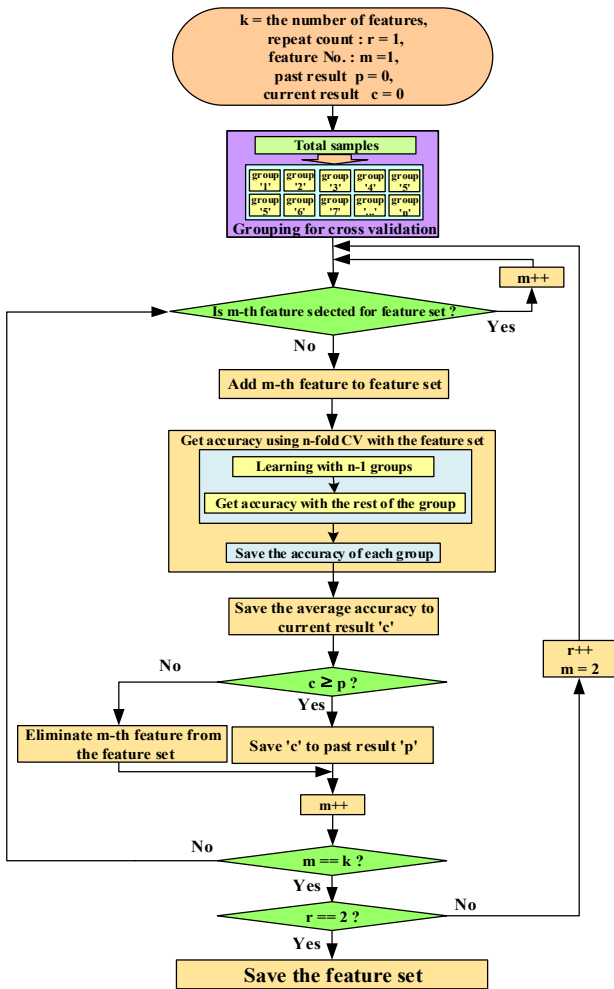 k = the number of features,
repeat count : r = 1,
feature No. : m =1,
past result p = 0,
current result c = 0
Total samples
group group group group group
'1' '2' '3' '4' '5'
group group group group group
'5' '6' '7' '...' 'n'
Grouping for cross validation
m++
Is m-th feature selected for feature set ?
Yes
No
Add m-th feature to feature set
Get accuracy using n-fold CV with the feature set
Learning with n-1 groups
Get accuracy with the rest of the group
Save the accuracy of each group
Save the average accuracy to
current result 'c'
r++
m = 2
No
c ≥ p ?
Yes
Eliminate m-th feature from
the feature set
Save 'c' to past result 'p'
m++
No
m == k ?
Yes
r == 2 ?
No
Yes
Save the feature set